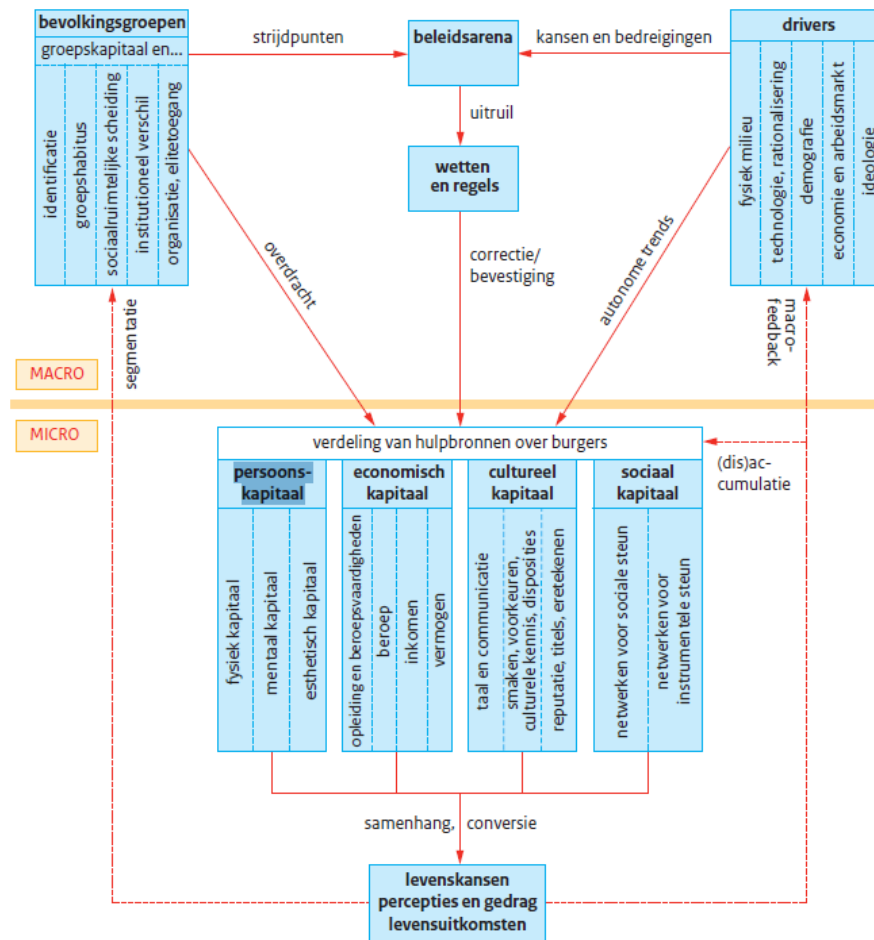 bevolkingsgroepen
groepskapitaal en...
identificatie
groepshabitus
sociaalruimtelijke scheiding
institutioneel verschil
organisatie, elitetoegang
strijdpunten
beleidsarena
kansen en bedreigingen
drivers
fysiek milieu
technologie, rationalisering
demografie
economie en arbeidsmarkt
ideologie
uitruil
wetten
en regels
overdracht
correctie/
bevestiging
autonome trends
segmentatie
macro-
feedback
MACRO
MICRO
verdeling van hulpbronnen over burgers
(dis)ac-
cumulatie
persoons-
kapitaal
fysiek kapitaal
mentaal kapitaal
esthetisch kapitaal
economisch
kapitaal
opleiding en beroepsvaardigheden
beroep
inkomen
vermogen
cultureel
kapitaal
taal en communicatie
smaken, voorkeuren,
culturele kennis, disposities
reputatie, titels, eretekenen
sociaal
kapitaal
netwerken voor sociale steun
netwerken voor
instrumentele steun
samenhang, conversie
levenskansen
percepties en gedrag
levensuitkomsten